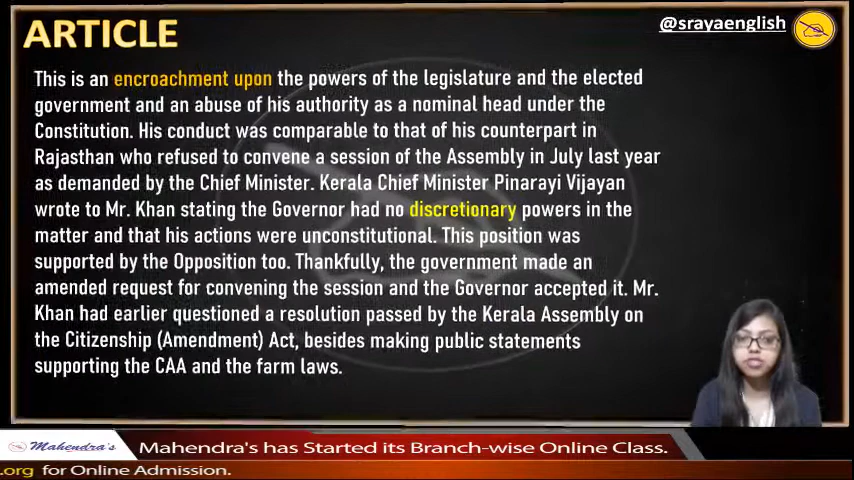 ARTICLE
@srayaenglish
This is an encroachment upon the powers of the legislature and the elected
government and an abuse of his authority as a nominal head under the
Constitution. His conduct was comparable to that of his counterpart in
Rajasthan who refused to convene a session of the Assembly in July last year
as demanded by the Chief Minister. Kerala Chief Minister Pinarayi Vijayan
wrote to Mr. Khan stating the Governor had no discretionary powers in the
matter and that his actions were unconstitutional. This position was
supported by the Opposition too. Thankfully, the government made an
amended request for convening the session and the Governor accepted it. Mr.
Khan had earlier questioned a resolution passed by the Kerala Assembly on
the Citizenship (Amendment) Act, besides making public statements
supporting the CAA and the farm laws.
Mahendra's
Mahendra's has Started its Branch-wise Online Class.
.org for Online Admission.